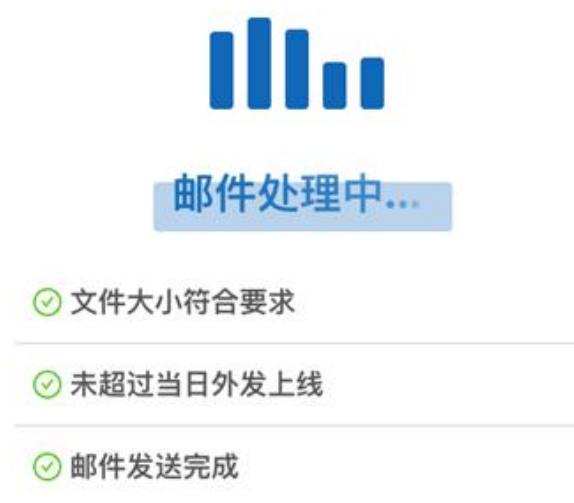 邮件处理中...
文件大小符合要求
未超过当日外发上线
邮件发送完成